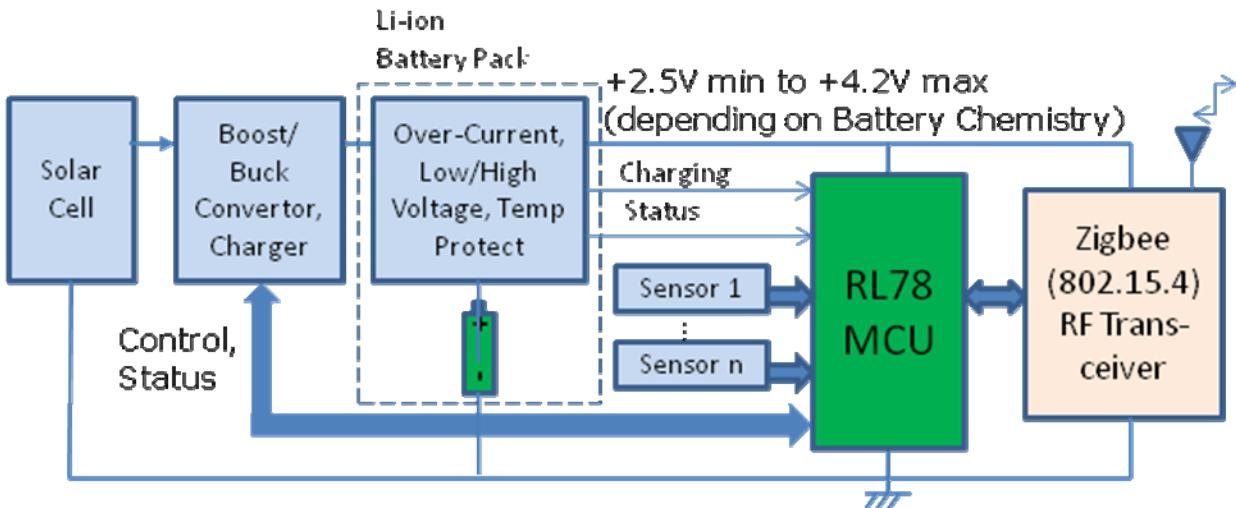 Li-ion
Battery Pack
+2.5V min to +4.2V max
(depending on Battery Chemistry)
Solar
Cell
Boost/
Buck
Convertor,
Charger
Over-Current,
Low/High
Voltage, Temp
Protect
Charging
Status
Sensor 1
⋮
Sensor n
+
-
Control,
Status
RL78
MCU
Zigbee
(802.15.4)
RF Trans-
ceiver